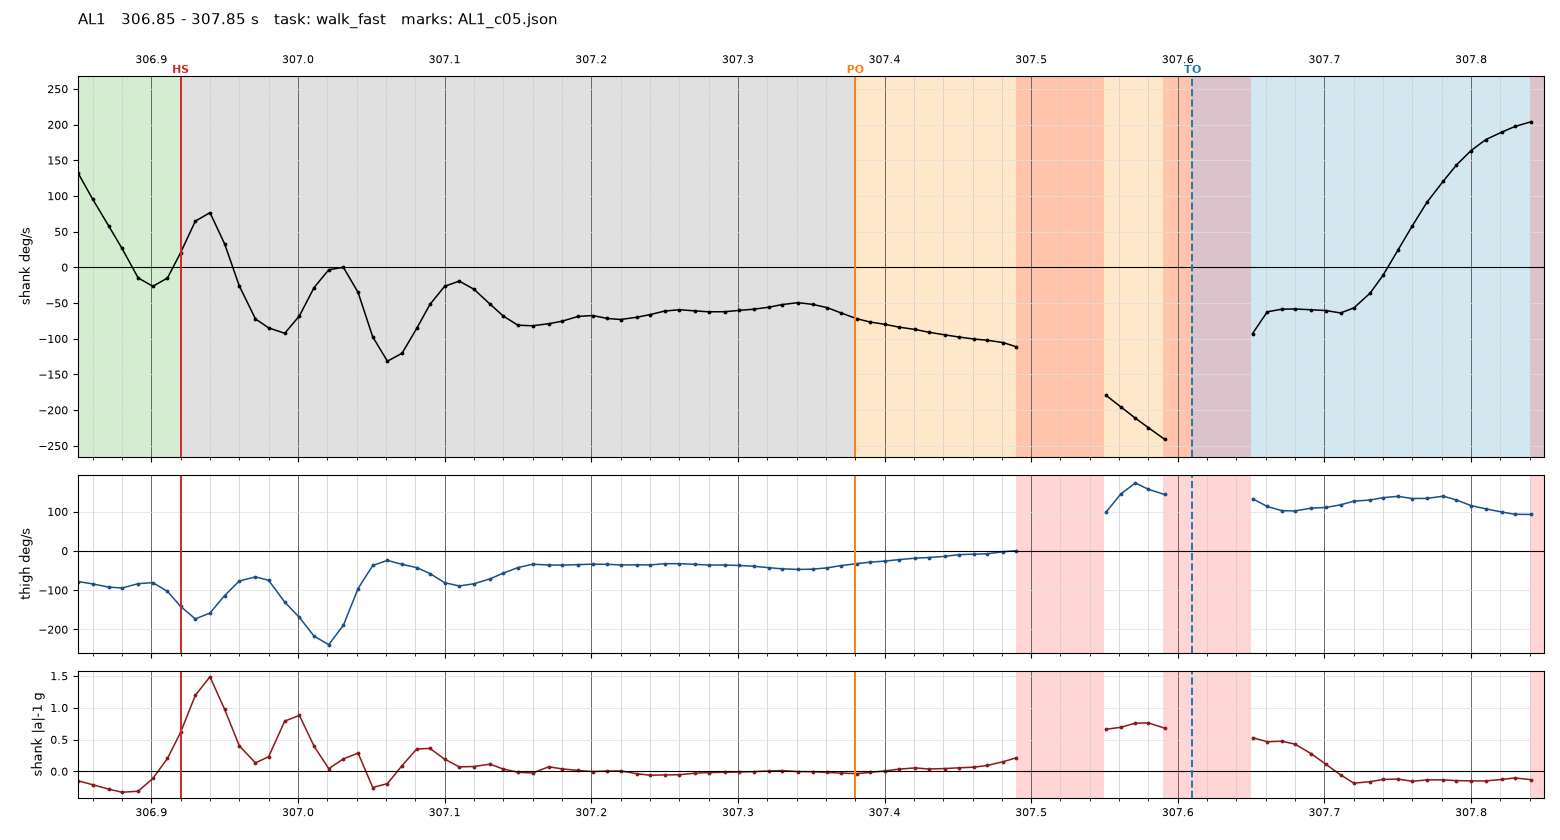 AL1   306.85 - 307.85 s   task: walk_fast   marks: AL1_c05.json
306.9 307.0 307.1 307.2 307.3 307.4 307.5 307.6 307.7 307.8
HS PO TO
shank deg/s
250
200
150
100
50
0
−50
−100
−150
−200
−250
thigh deg/s
100
0
−100
−200
shank |a|-1 g
1.5
1.0
0.5
0.0
306.9 307.0 307.1 307.2 307.3 307.4 307.5 307.6 307.7 307.8